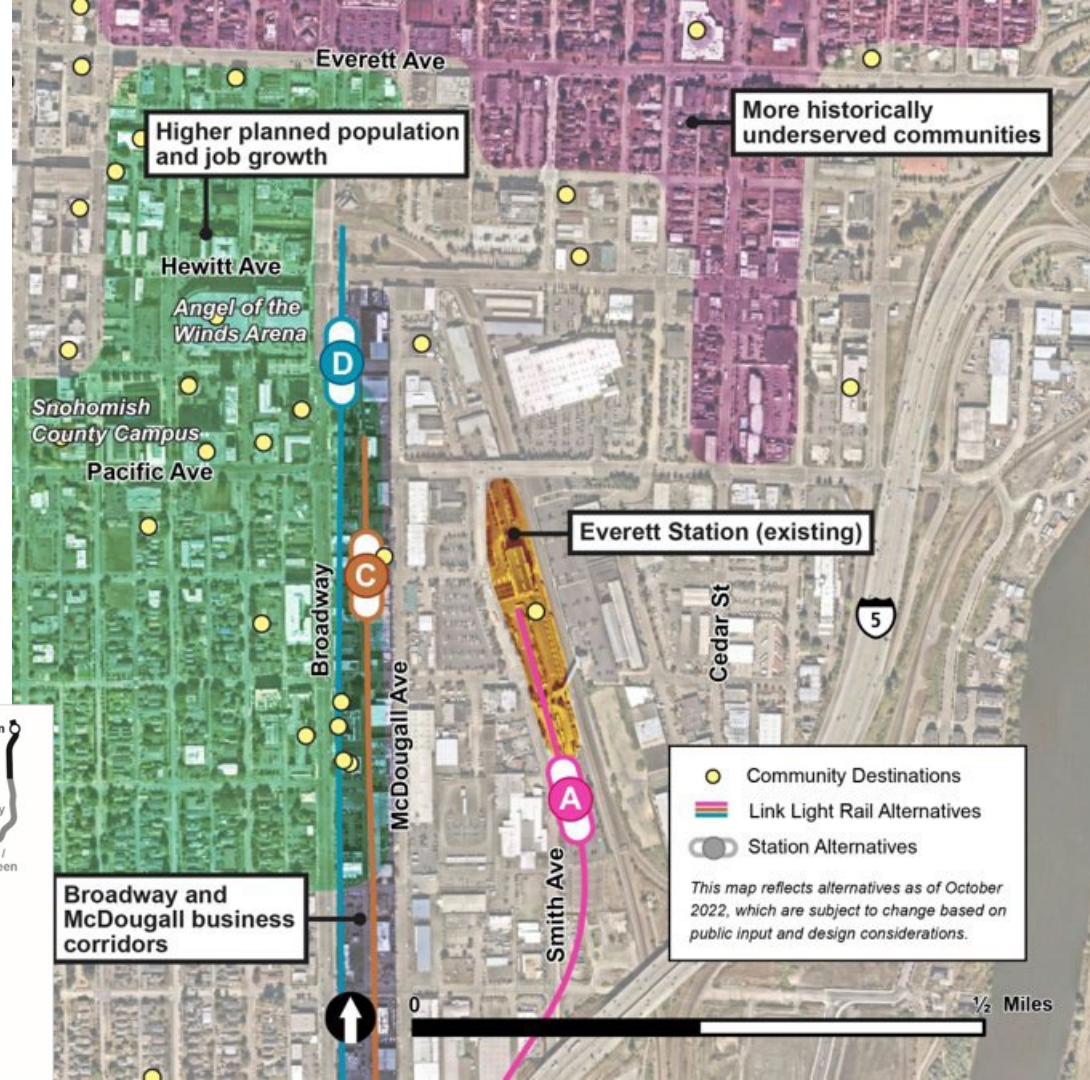 Everett Ave
Higher planned population
and job growth
More historically
underserved communities
Hewitt Ave
Angel of the
Winds Arena
D
Snohomish
County Campus
Pacific Ave
Everett Station (existing)
C
Broadway
McDougall Ave
Cedar St
5
A
Smith Ave
Community Destinations
Link Light Rail Alternatives
Station Alternatives
This map reflects alternatives as of October
2022, which are subject to change based on
public input and design considerations.
Broadway and
McDougall business
corridors
0
½ Miles